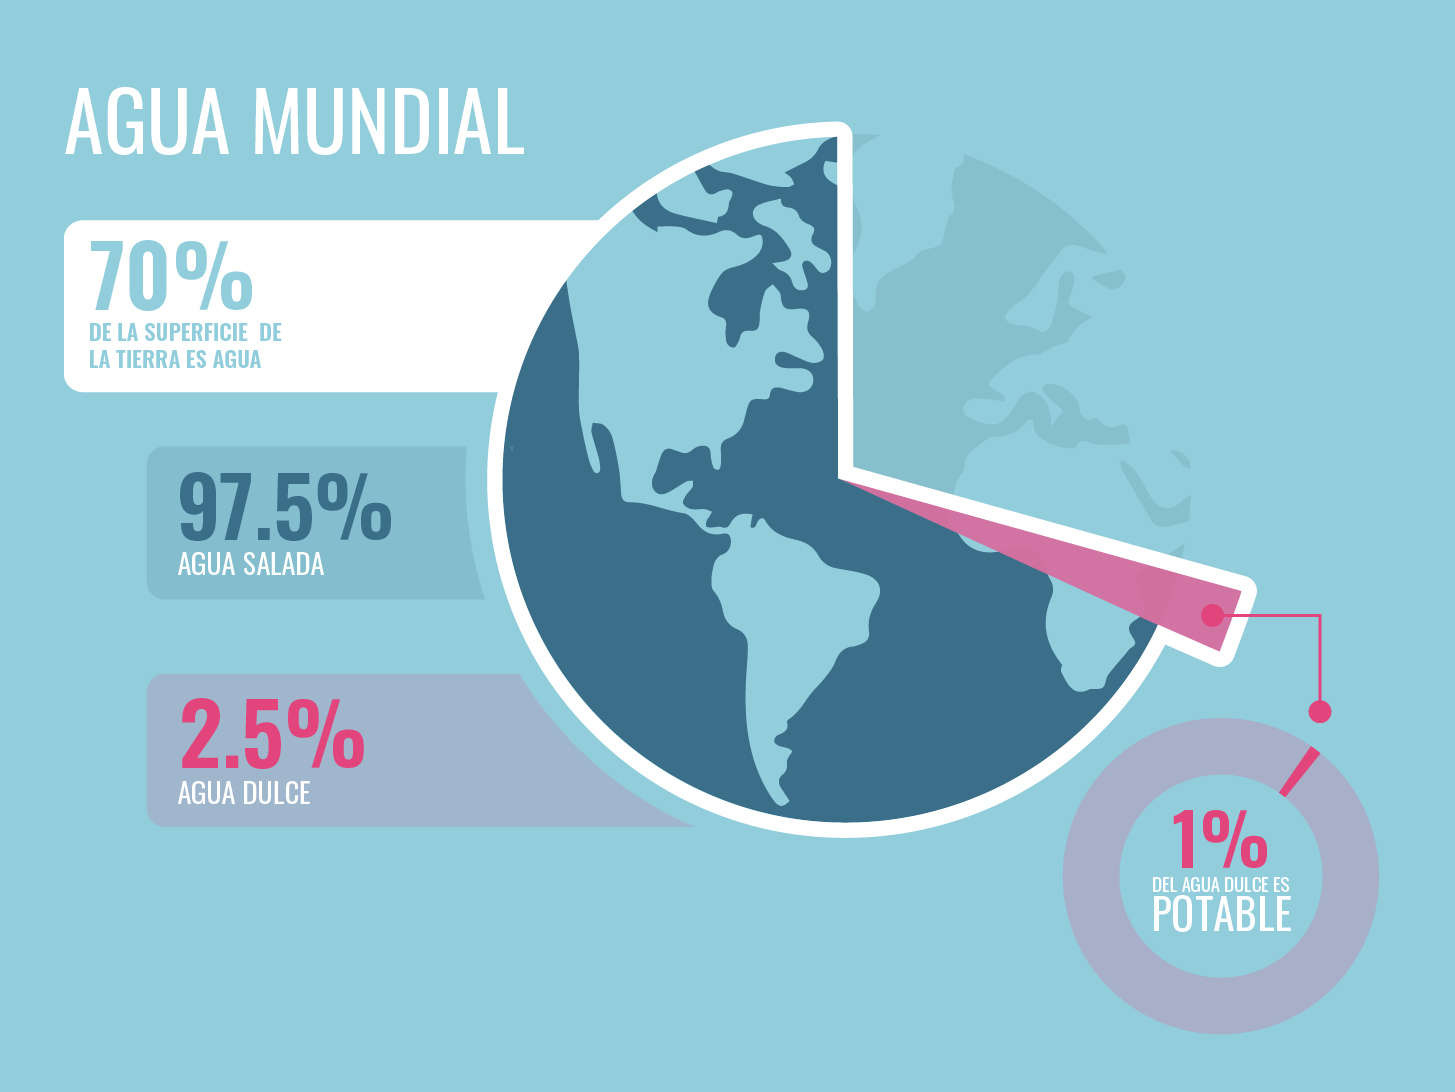 AGUA MUNDIAL
70%
DE LA SUPERFICIE DE
LA TIERRA ES AGUA
97.5%
AGUA SALADA
2.5%
AGUA DULCE
1%
DEL AGUA DULCE ES
POTABLE